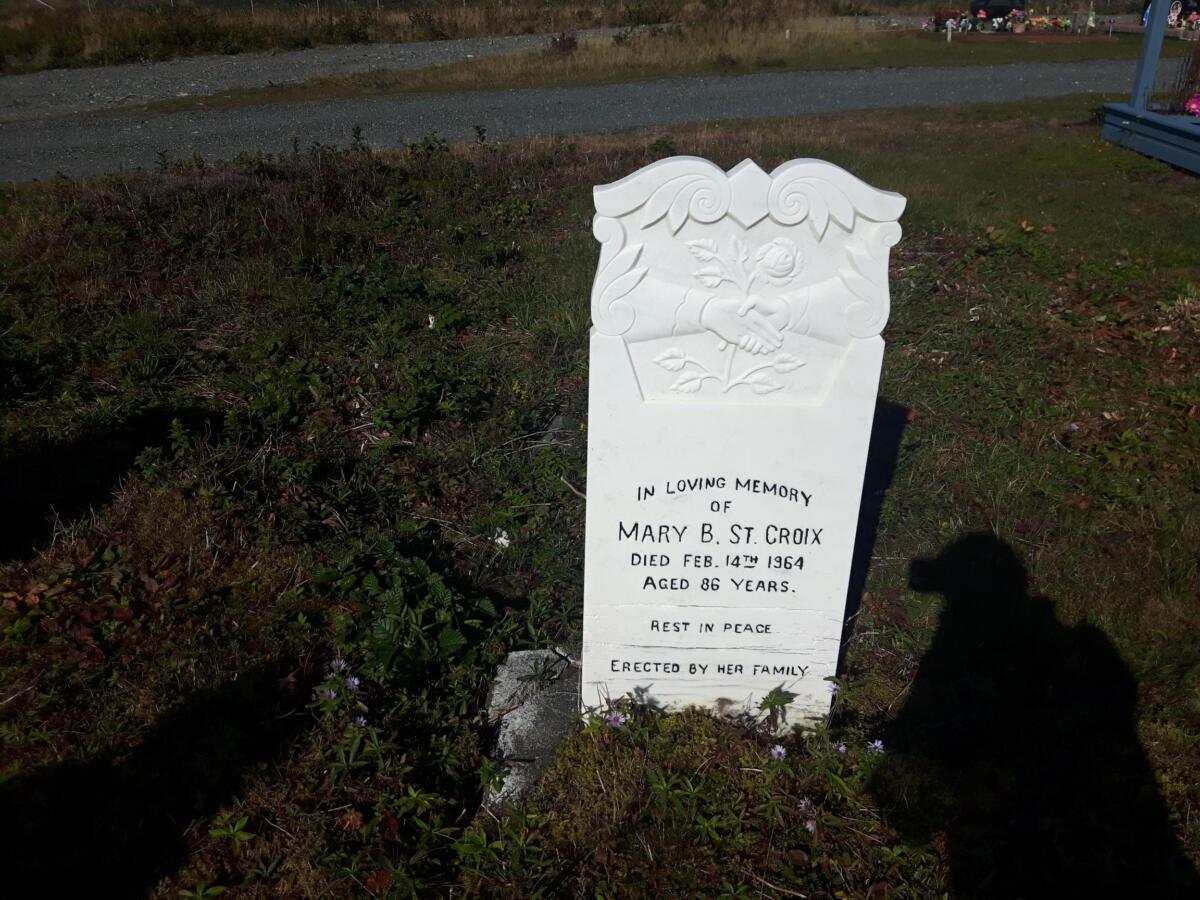 IN LOVING MEMORY
OF
MARY B. ST. CROIX
DIED FEB. 14TH 1964
AGED 86 YEARS.
REST IN PEACE
ERECTED BY HER FAMILY